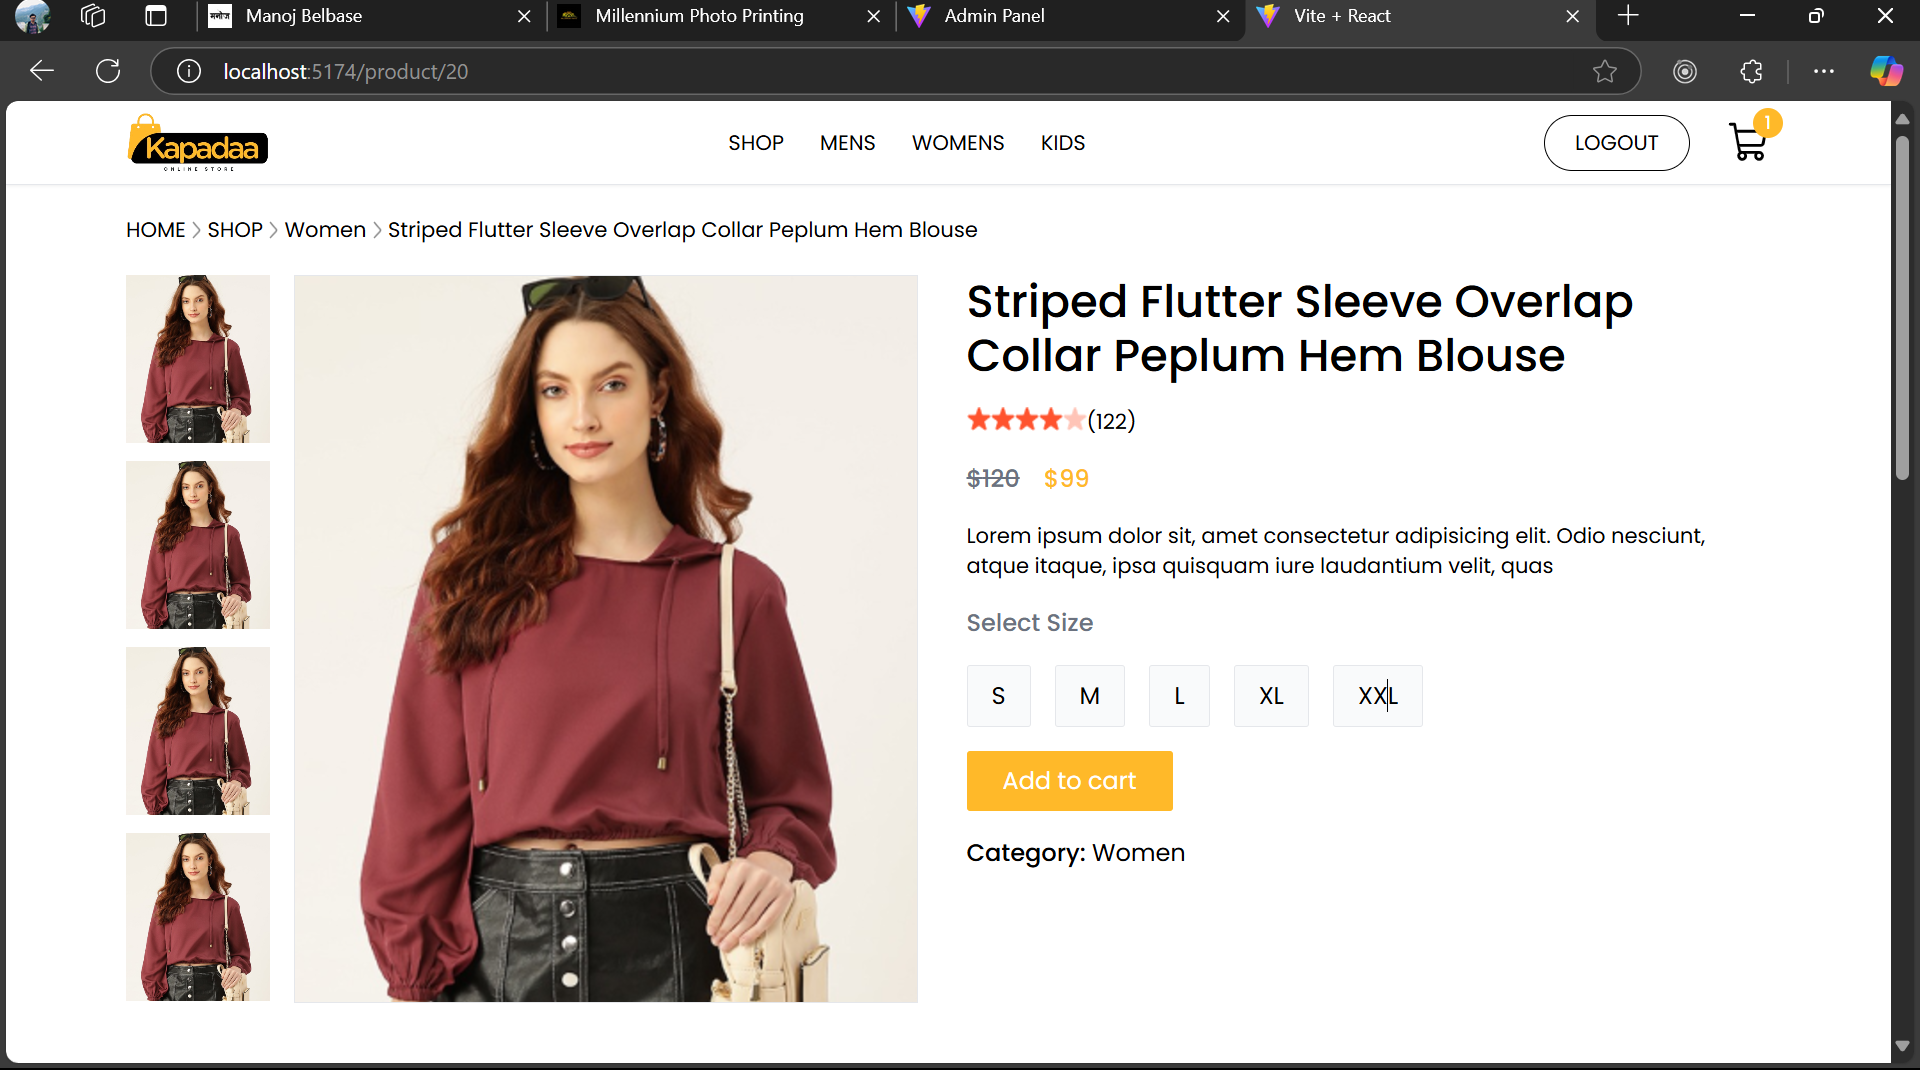 मनोज
Manoj Belbase
Millennium Photo Printing
Admin Panel
Vite + React
localhost:5174/product/20
Kapadaa
ONLINE STORE
SHOP
MENS
WOMENS
KIDS
LOGOUT
1
HOME > SHOP > Women > Striped Flutter Sleeve Overlap Collar Peplum Hem Blouse
Striped Flutter Sleeve Overlap
Collar Peplum Hem Blouse
(122)
$120 $99
Lorem ipsum dolor sit, amet consectetur adipisicing elit. Odio nesciunt,
atque itaque, ipsa quisquam iure laudantium velit, quas
Select Size
S
M
L
XL
XXL
Add to cart
Category: Women